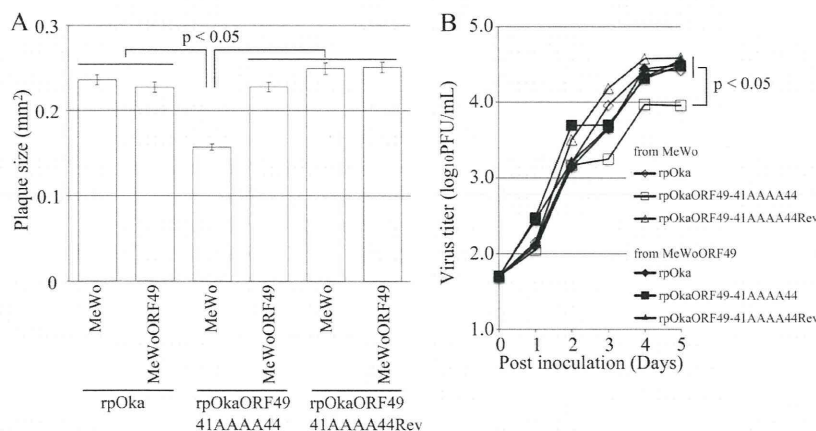 A
p < 0.05
Plaque size (mm²)
0.3
0.2
0.1
0
MeWo
MeWoORF49
MeWo
MeWoORF49
MeWo
MeWoORF49
rpOka
rpOkaORF49
41AAAA44
rpOkaORF49
41AAAA44Rev
B
Virus titer (log₁₀PFU/mL)
5.0
4.0
3.0
2.0
1.0
p < 0.05
from MeWo
rpOka
rpOkaORF49-41AAAA44
rpOkaORF49-41AAAA44Rev
from MeWoORF49
rpOka
rpOkaORF49-41AAAA44
rpOkaORF49-41AAAA44Rev
0 1 2 3 4 5
Post inoculation (Days)